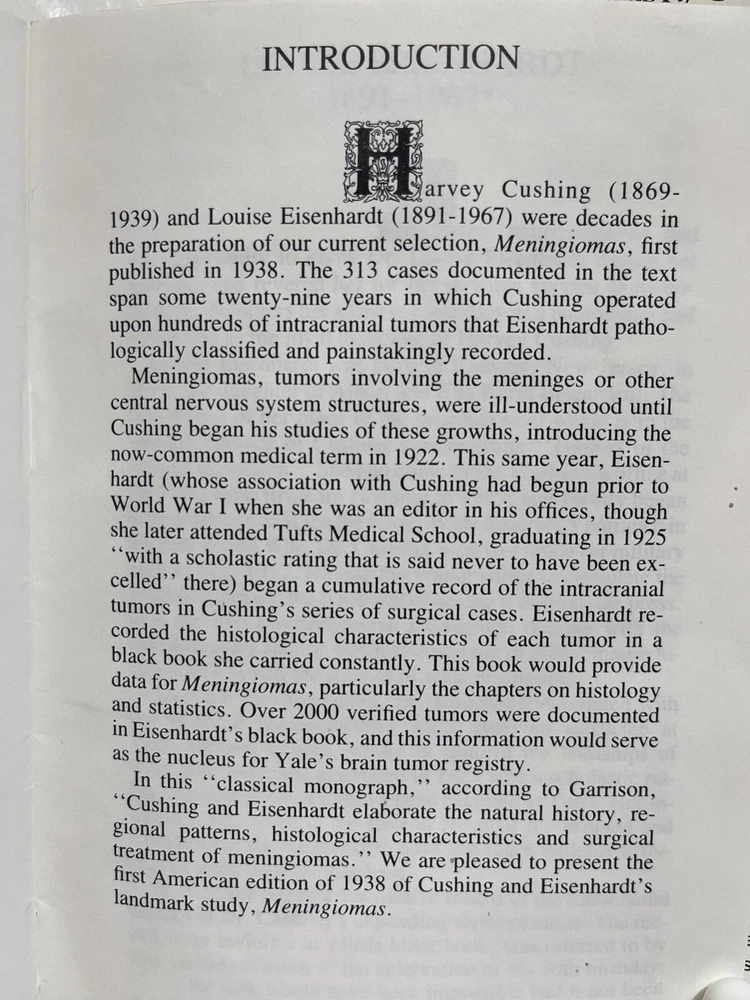 INTRODUCTION
Harvey Cushing (1869-
1939) and Louise Eisenhardt (1891-1967) were decades in
the preparation of our current selection, Meningiomas, first
published in 1938. The 313 cases documented in the text
span some twenty-nine years in which Cushing operated
upon hundreds of intracranial tumors that Eisenhardt patho-
logically classified and painstakingly recorded.
Meningiomas, tumors involving the meninges or other
central nervous system structures, were ill-understood until
Cushing began his studies of these growths, introducing the
now-common medical term in 1922. This same year, Eisen-
hardt (whose association with Cushing had begun prior to
World War I when she was an editor in his offices, though
she later attended Tufts Medical School, graduating in 1925
‘‘with a scholastic rating that is said never to have been ex-
celled’’ there) began a cumulative record of the intracranial
tumors in Cushing’s series of surgical cases. Eisenhardt re-
corded the histological characteristics of each tumor in a
black book she carried constantly. This book would provide
data for Meningiomas, particularly the chapters on histology
and statistics. Over 2000 verified tumors were documented
in Eisenhardt’s black book, and this information would serve
as the nucleus for Yale’s brain tumor registry.
In this ‘‘classical monograph,’’ according to Garrison,
‘‘Cushing and Eisenhardt elaborate the natural history, re-
gional patterns, histological characteristics and surgical
treatment of meningiomas.’’ We are pleased to present the
first American edition of 1938 of Cushing and Eisenhardt’s
landmark study, Meningiomas.